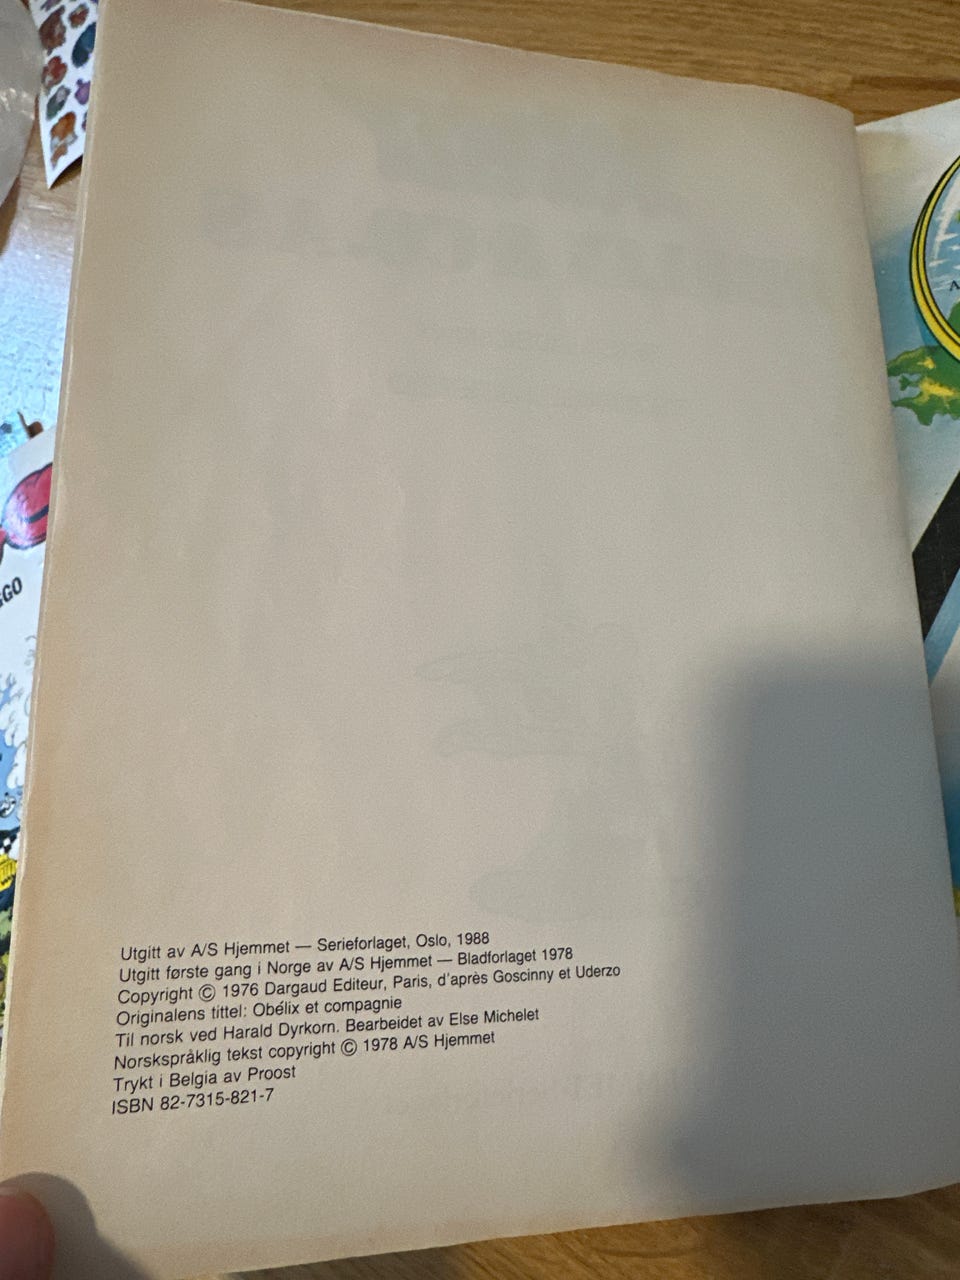 Utgitt av A/S Hjemmet — Serieforlaget, Oslo, 1988
Utgitt første gang i Norge av A/S Hjemmet — Bladforlaget 1978
Copyright © 1976 Dargaud Editeur, Paris, d'après Goscinny et Uderzo
Originalens tittel: Obélix et compagnie
Til norsk ved Harald Dyrkorn. Bearbeidet av Else Michelet
Norskspråklig tekst copyright © 1978 A/S Hjemmet
Trykt i Belgia av Proost
ISBN 82-7315-821-7